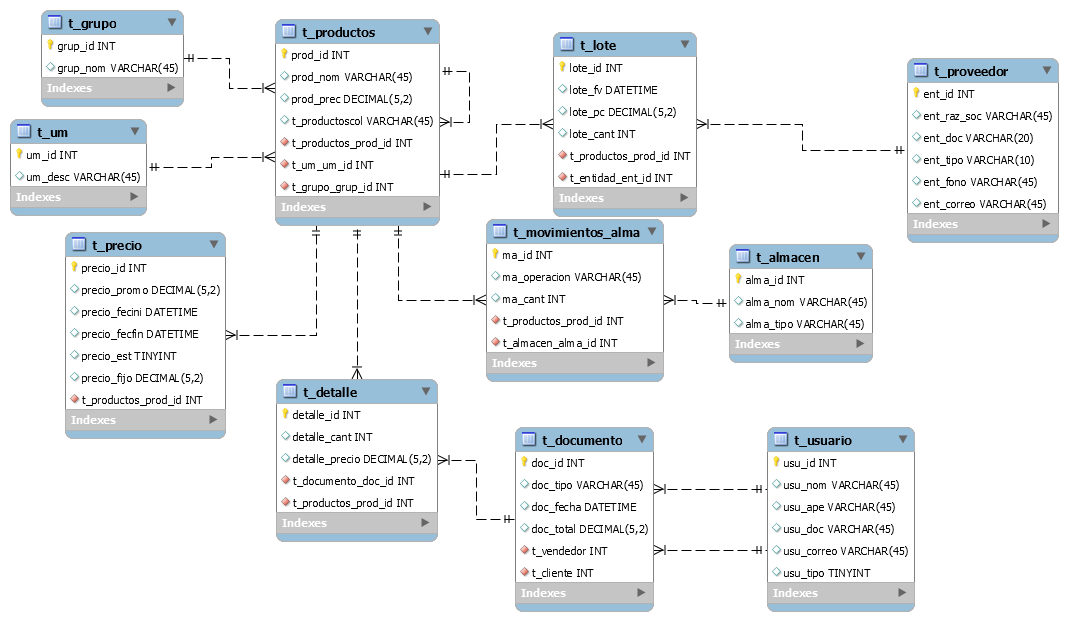 t_grupo
grup_id INT
grup_nom VARCHAR(45)
Indexes
t_um
um_id INT
um_desc VARCHAR(45)
Indexes
t_productos
prod_id INT
prod_nom VARCHAR(45)
prod_prec DECIMAL(5,2)
t_productoscol VARCHAR(45)
t_productos_prod_id INT
t_um_um_id INT
t_grupo_grup_id INT
Indexes
t_lote
lote_id INT
lote_fv DATETIME
lote_pc DECIMAL(5,2)
lote_cant INT
t_productos_prod_id INT
t_entidad_ent_id INT
Indexes
t_proveedor
ent_id INT
ent_raz_soc VARCHAR(45)
ent_doc VARCHAR(20)
ent_tipo VARCHAR(10)
ent_fono VARCHAR(45)
ent_correo VARCHAR(45)
Indexes
t_precio
precio_id INT
precio_promo DECIMAL(5,2)
precio_fecini DATETIME
precio_fecfin DATETIME
precio_est TINYINT
precio_fijo DECIMAL(5,2)
t_productos_prod_id INT
Indexes
t_movimientos_alma
ma_id INT
ma_operacion VARCHAR(45)
ma_cant INT
t_productos_prod_id INT
t_almacen_alma_id INT
Indexes
t_almacen
alma_id INT
alma_nom VARCHAR(45)
alma_tipo VARCHAR(45)
Indexes
t_detalle
detalle_id INT
detalle_cant INT
detalle_precio DECIMAL(5,2)
t_documento_doc_id INT
t_productos_prod_id INT
Indexes
t_documento
doc_id INT
doc_tipo VARCHAR(45)
doc_fecha DATETIME
doc_total DECIMAL(5,2)
t_vendedor INT
t_cliente INT
Indexes
t_usuario
usu_id INT
usu_nom VARCHAR(45)
usu_ape VARCHAR(45)
usu_doc VARCHAR(45)
usu_correo VARCHAR(45)
usu_tipo TINYINT
Indexes